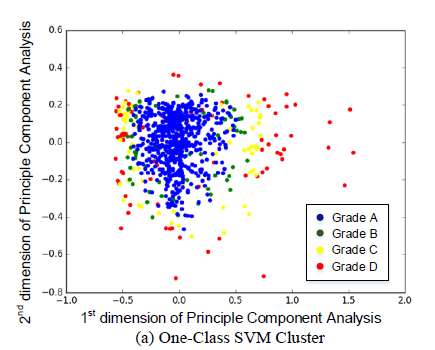 0.6
0.4
0.2
0.0
−0.2
−0.4
−0.6
−0.8
−1.0 −0.5 0.0 0.5 1.0 1.5 2.0
2nd dimension of Principle Component Analysis
Grade A
Grade B
Grade C
Grade D
1st dimension of Principle Component Analysis
(a) One-Class SVM Cluster